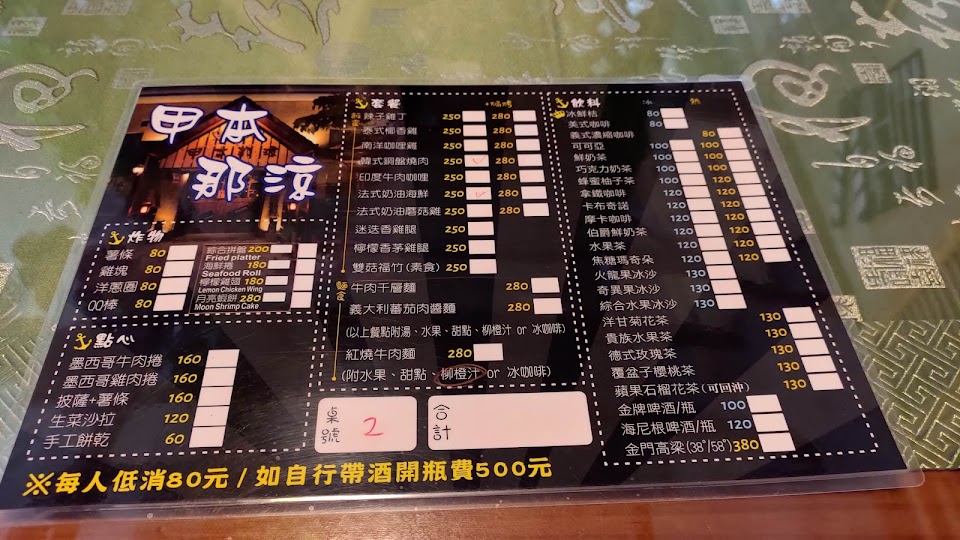 甲本
那涼
炸物
薯條 80
雞塊 80
洋蔥圈 80
QQ棒 80
綜合拼盤 200
Fried platter
海鮮捲 180
Seafood Roll
檸檬雞翅 180
Lemon Chicken Wing
月亮蝦餅 280
Moon Shrimp Cake
點心
墨西哥牛肉捲 160
墨西哥雞肉捲 160
披薩+薯條 160
生菜沙拉 120
手工餅乾 60
套餐
辣子雞丁 250 280
泰式椰香雞 250 280
南洋咖哩雞 250 280
韓式銅盤燒肉 250 280
印度牛肉咖哩 250 280
法式奶油海鮮 250 280
法式奶油蘑菇雞 250 280
迷迭香雞腿 250
檸檬香茅雞腿 250
雙菇福竹(素食) 250
麵食
牛肉千層麵 280
義大利蕃茄肉醬麵 280
(以上餐點附湯、水果、甜點、柳橙汁 or 冰咖啡)
紅燒牛肉麵 280
(附水果、甜點、柳橙汁 or 冰咖啡)
桌號 2
合計
飲料 冰 熱
冰鮮桔 80
美式咖啡 80
義式濃縮咖啡 80
可可亞 100 100
鮮奶茶 100 100
巧克力奶茶 100 100
蜂蜜柚子茶 100 100
拿鐵咖啡 120 120
卡布奇諾 120 120
摩卡咖啡 120 120
伯爵鮮奶茶 120 120
水果茶 120 120
焦糖瑪奇朵 120 120
火龍果冰沙 130
奇異果冰沙 130
綜合水果冰沙 130
洋甘菊花茶 130
貴族水果茶 130
德式玫瑰茶 130
覆盆子櫻桃茶 130
蘋果石榴花茶(可回沖) 130
金牌啤酒/瓶 100
海尼根啤酒/瓶 120
金門高梁(38°/58°) 380
※每人低消80元 / 如自行帶酒開瓶費500元